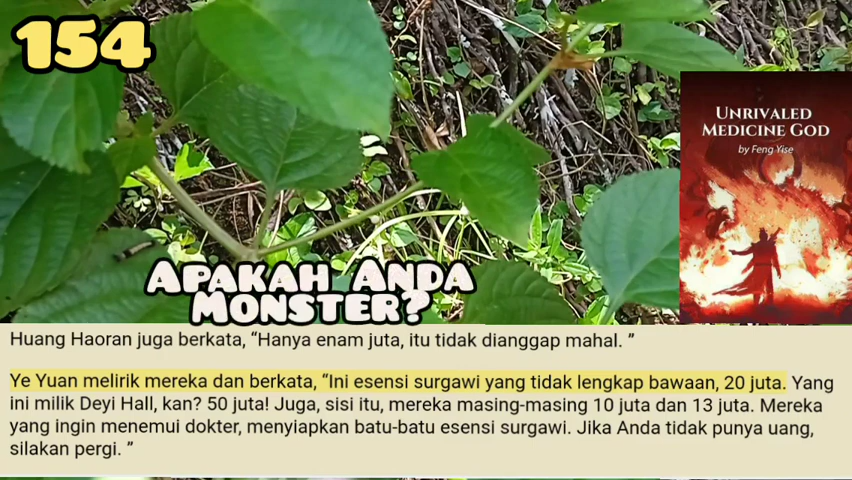 154
UNRIVALED
MEDICINE GOD
by Feng Yise
APAKAH ANDA
MONSTER?
Huang Haoran juga berkata, “Hanya enam juta, itu tidak dianggap mahal. ”
Ye Yuan melirik mereka dan berkata, “Ini esensi surgawi yang tidak lengkap bawaan, 20 juta. Yang
ini milik Deyi Hall, kan? 50 juta! Juga, sisi itu, mereka masing-masing 10 juta dan 13 juta. Mereka
yang ingin menemui dokter, menyiapkan batu-batu esensi surgawi. Jika Anda tidak punya uang,
silakan pergi. ”